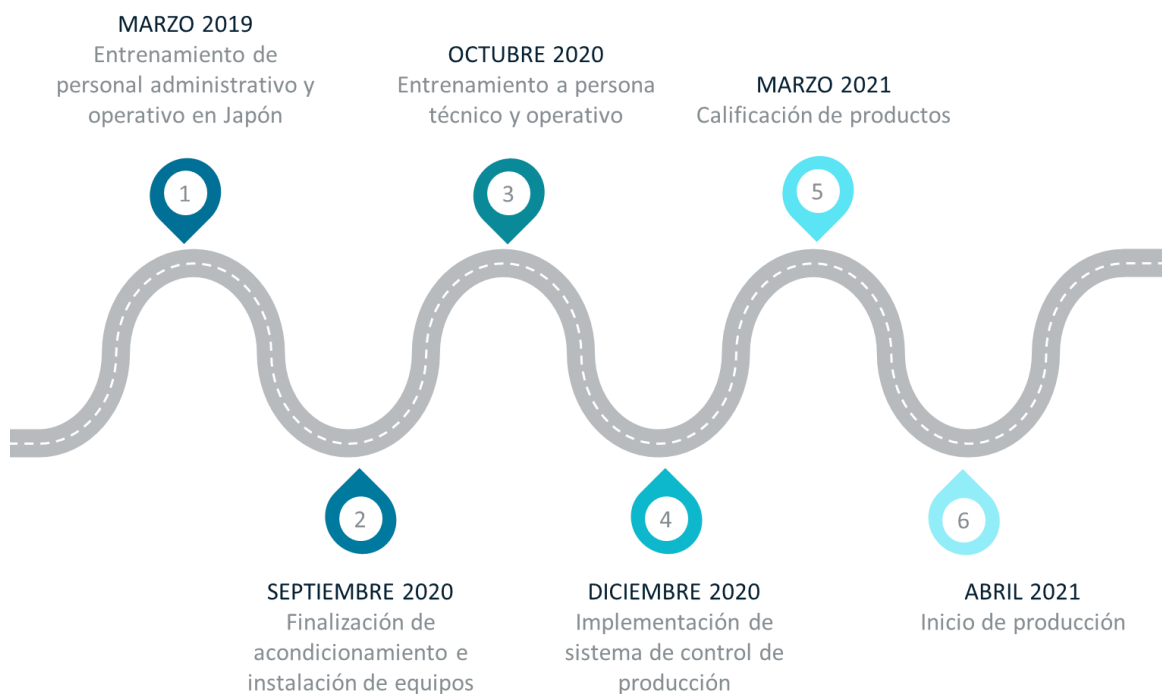 MARZO 2019
Entrenamiento de
personal administrativo y
operativo en Japón
OCTUBRE 2020
Entrenamiento a persona
técnico y operativo
MARZO 2021
Calificación de productos
1
3
5
2
4
6
SEPTIEMBRE 2020
Finalización de
acondicionamiento e
instalación de equipos
DICIEMBRE 2020
Implementación de
sistema de control de
producción
ABRIL 2021
Inicio de producción